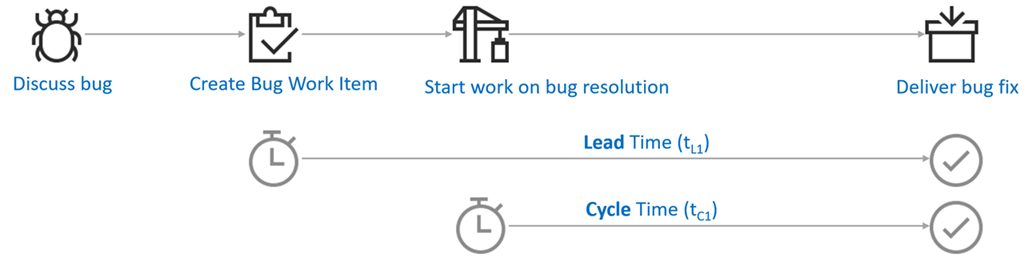 Discuss bug
Create Bug Work Item
Start work on bug resolution
Deliver bug fix
Lead Time (tL1)
Cycle Time (tC1)